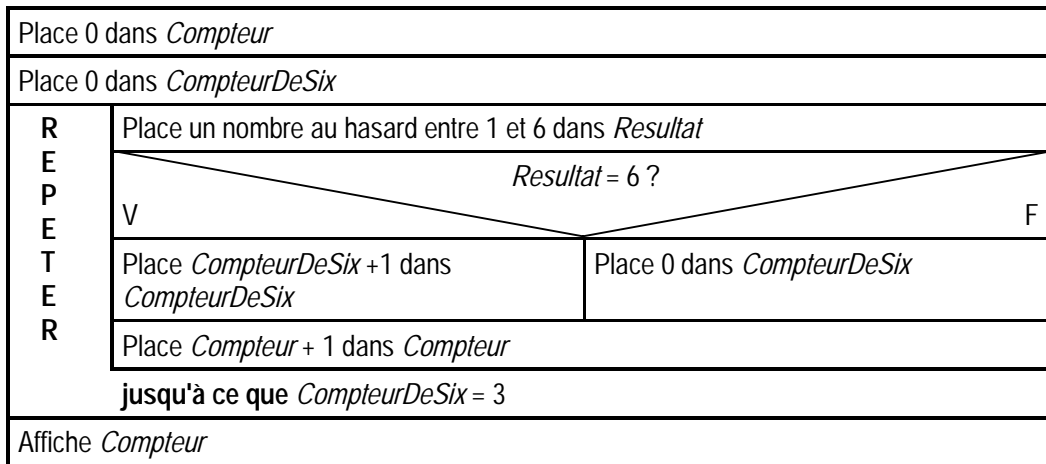 Place 0 dans Compteur
Place 0 dans CompteurDeSix
REPETER
Place un nombre au hasard entre 1 et 6 dans Resultat
Resultat = 6 ?
V
F
Place CompteurDeSix +1 dans
CompteurDeSix
Place 0 dans CompteurDeSix
Place Compteur + 1 dans Compteur
jusqu'à ce que CompteurDeSix = 3
Affiche Compteur